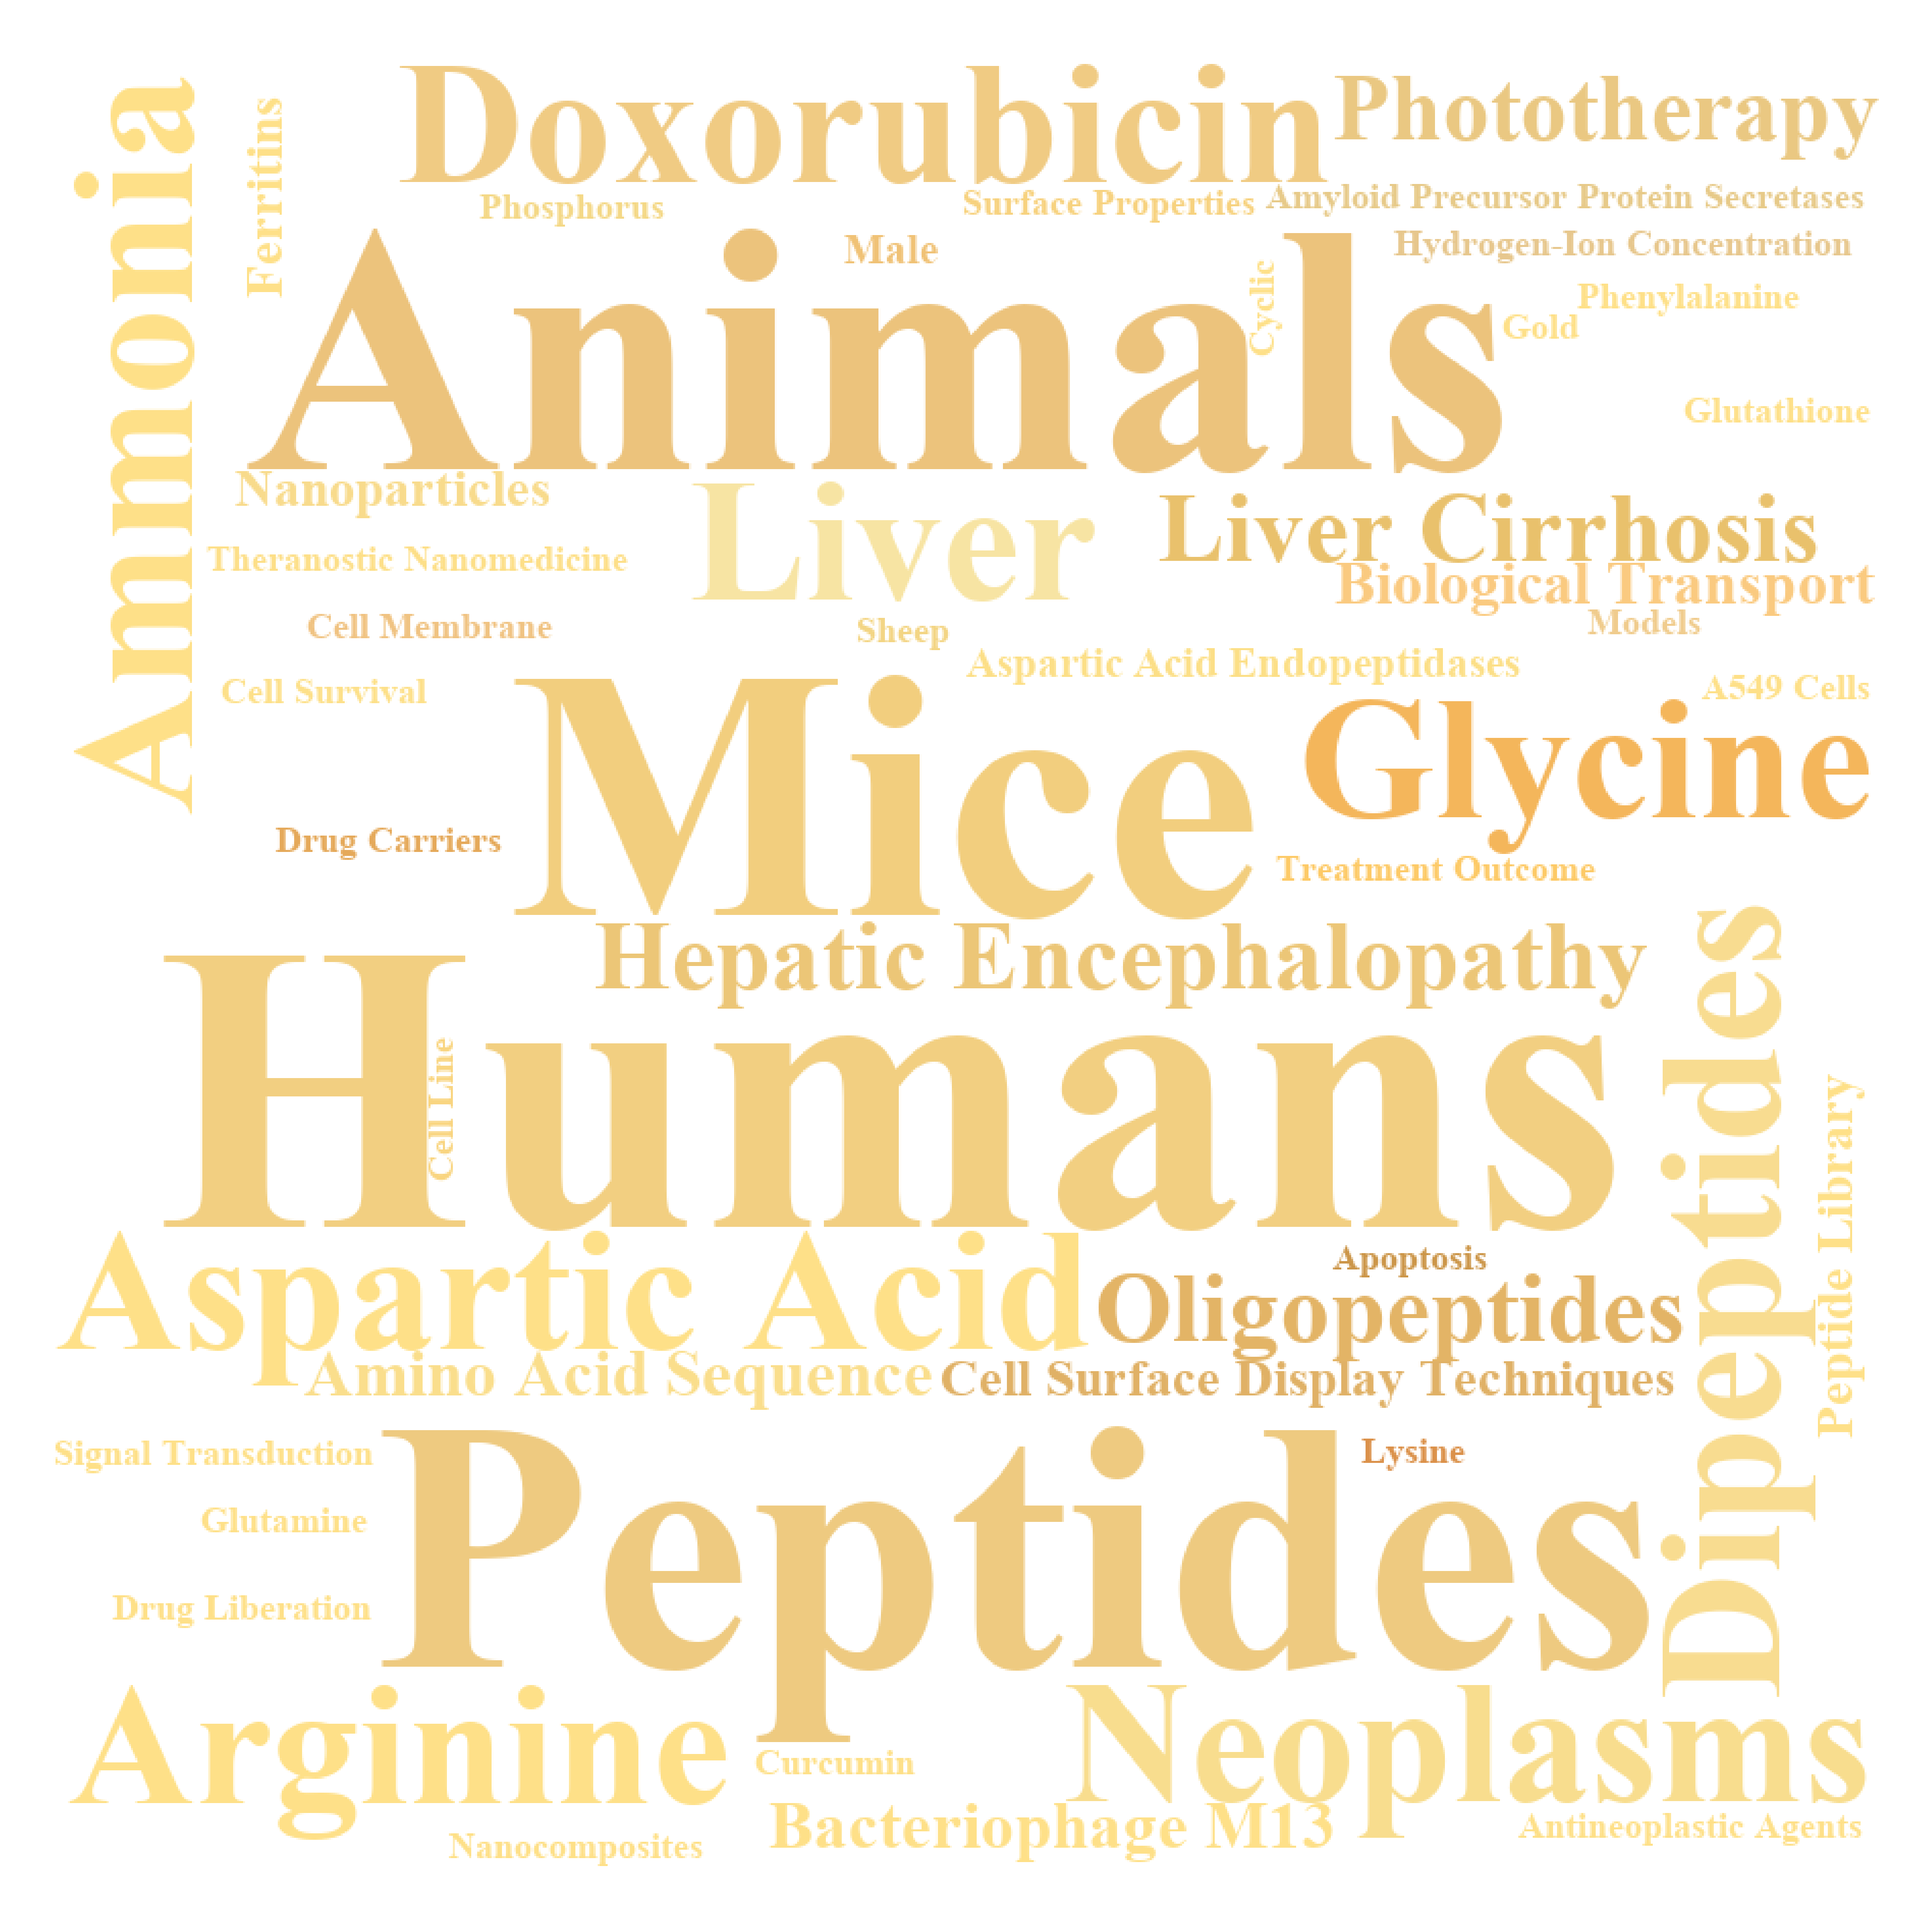 Doxorubicin
Phototherapy
Ammonia
Ferritins
Phosphorus
Surface Properties
Amyloid Precursor Protein Secretases
Male
Hydrogen-Ion Concentration
Animals
Cyclic
Phenylalanine
Gold
Glutathione
Nanoparticles
Liver
Liver Cirrhosis
Theranostic Nanomedicine
Biological Transport
Cell Membrane
Sheep
Models
Aspartic Acid Endopeptidases
Cell Survival
A549 Cells
Mice
Glycine
Drug Carriers
Treatment Outcome
Hepatic Encephalopathy
Humans
Cell Line
Dipeptides
Peptide Library
Aspartic Acid
Apoptosis
Oligopeptides
Amino Acid Sequence
Cell Surface Display Techniques
Signal Transduction
Peptides
Lysine
Glutamine
Drug Liberation
Arginine
Neoplasms
Curcumin
Bacteriophage M13
Antineoplastic Agents
Nanocomposites